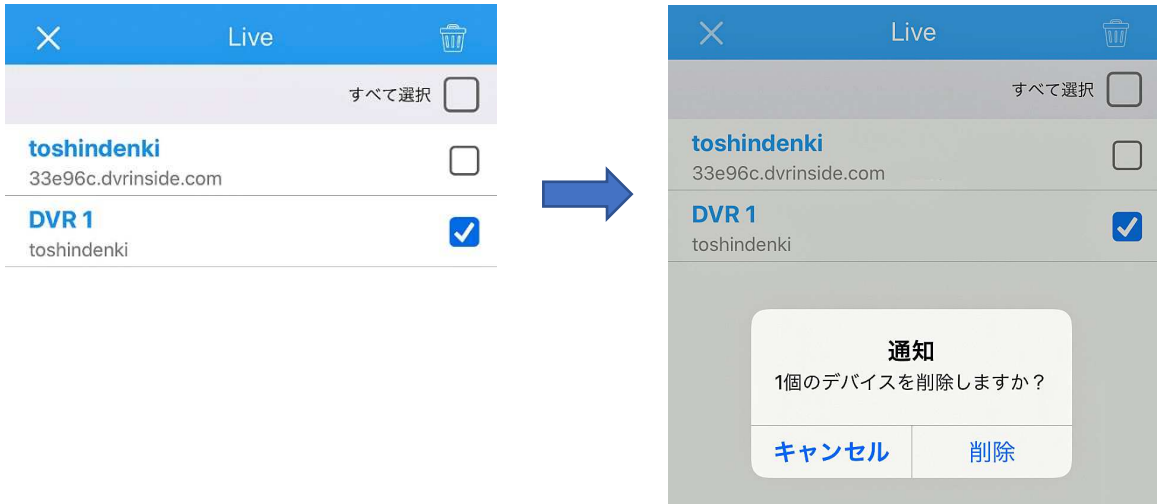 Live
すべて選択
toshindenki
33e96c.dvrinside.com
DVR 1
toshindenki
Live
すべて選択
toshindenki
33e96c.dvrinside.com
DVR 1
toshindenki
通知
1個のデバイスを削除しますか？
キャンセル 削除